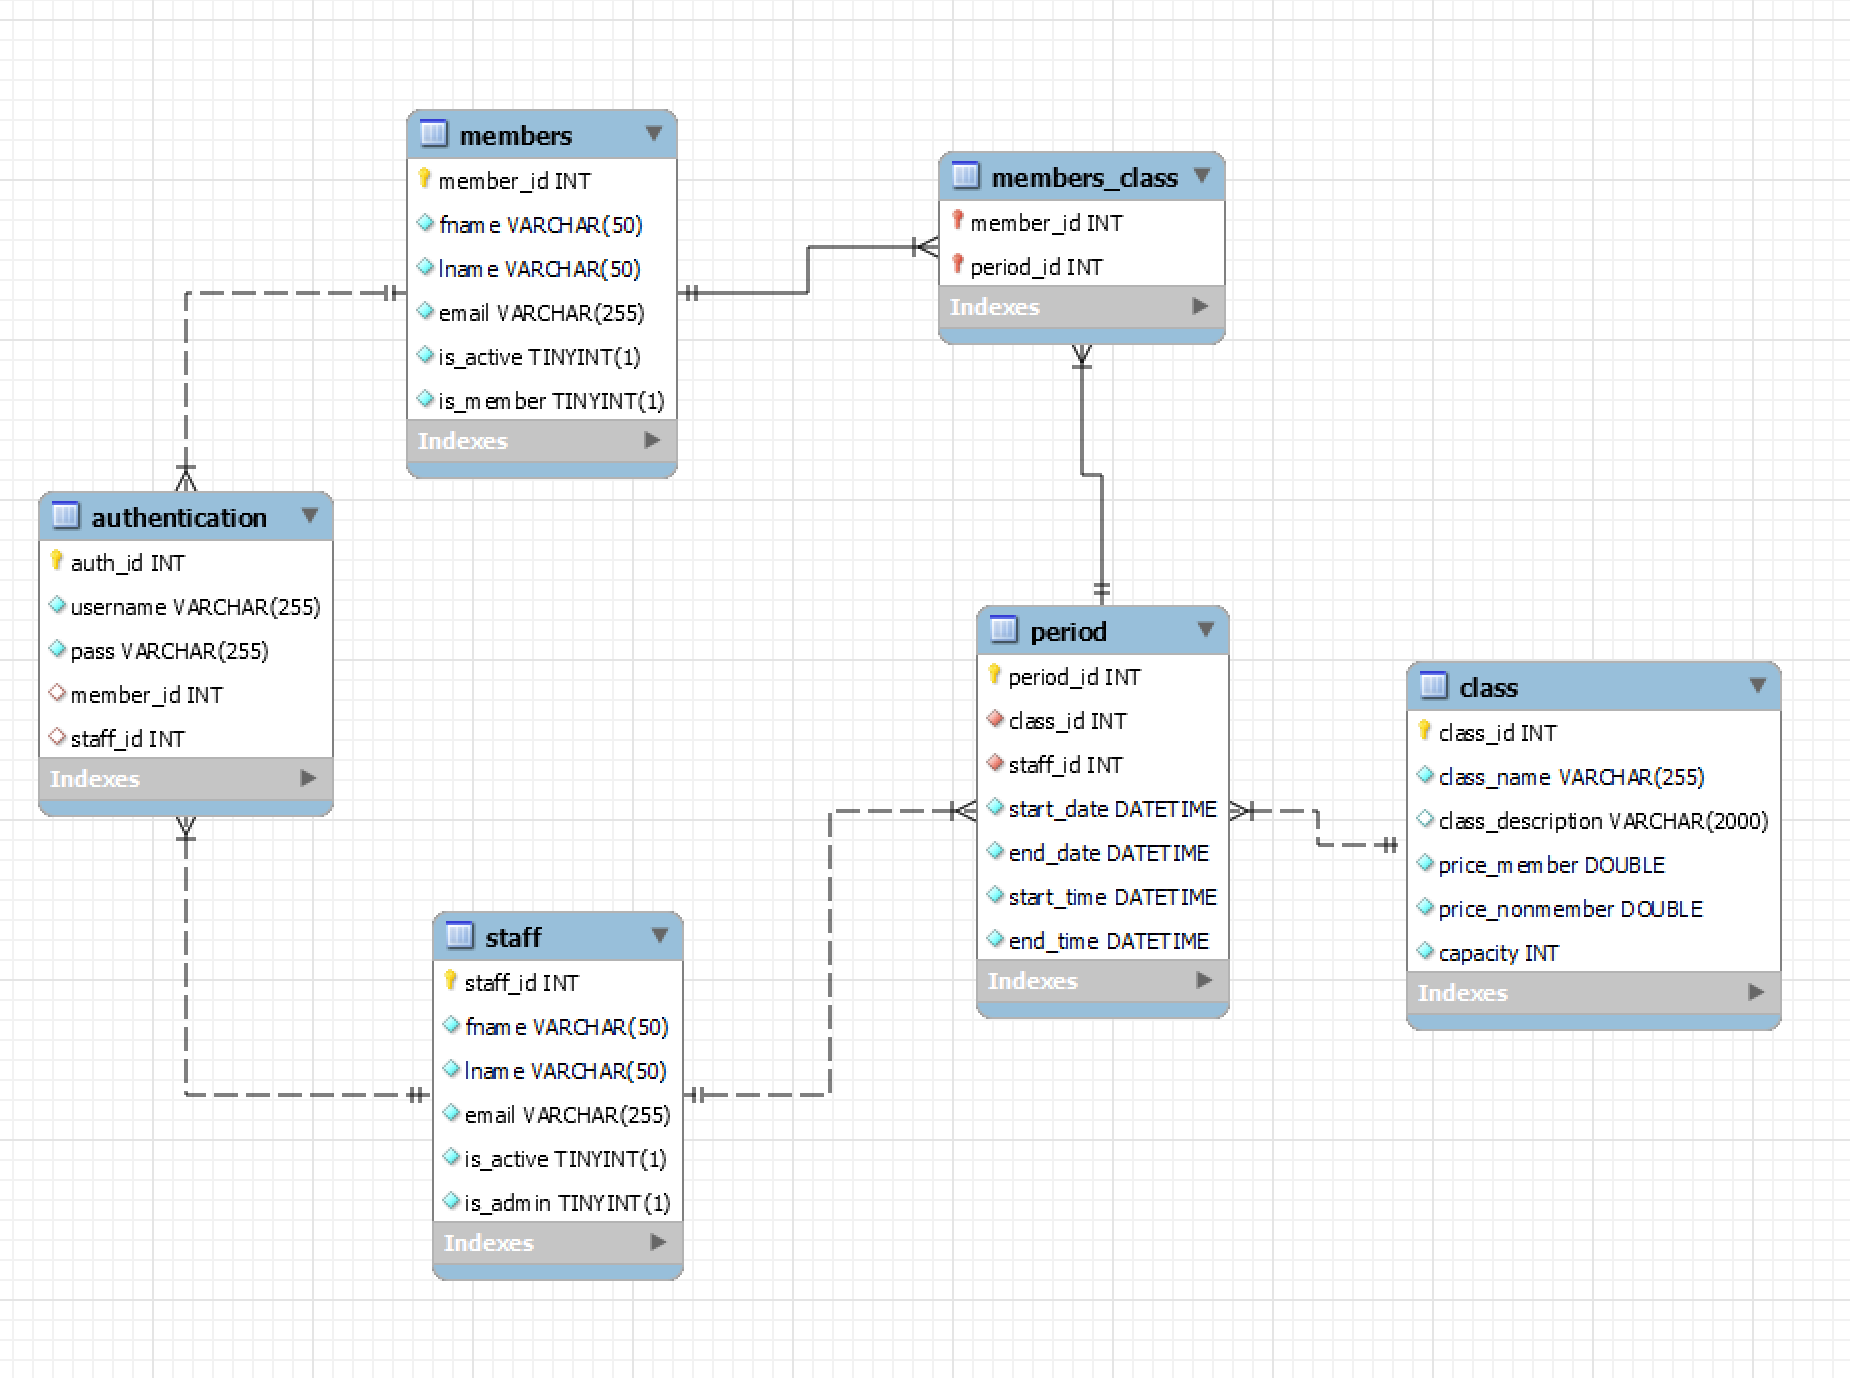 members
member_id INT
fname VARCHAR(50)
lname VARCHAR(50)
email VARCHAR(255)
is_active TINYINT(1)
is_member TINYINT(1)
Indexes
members_class
member_id INT
period_id INT
Indexes
authentication
auth_id INT
username VARCHAR(255)
pass VARCHAR(255)
member_id INT
staff_id INT
Indexes
period
period_id INT
class_id INT
staff_id INT
start_date DATETIME
end_date DATETIME
start_time DATETIME
end_time DATETIME
Indexes
class
class_id INT
class_name VARCHAR(255)
class_description VARCHAR(2000)
price_member DOUBLE
price_nonmember DOUBLE
capacity INT
Indexes
staff
staff_id INT
fname VARCHAR(50)
lname VARCHAR(50)
email VARCHAR(255)
is_active TINYINT(1)
is_admin TINYINT(1)
Indexes